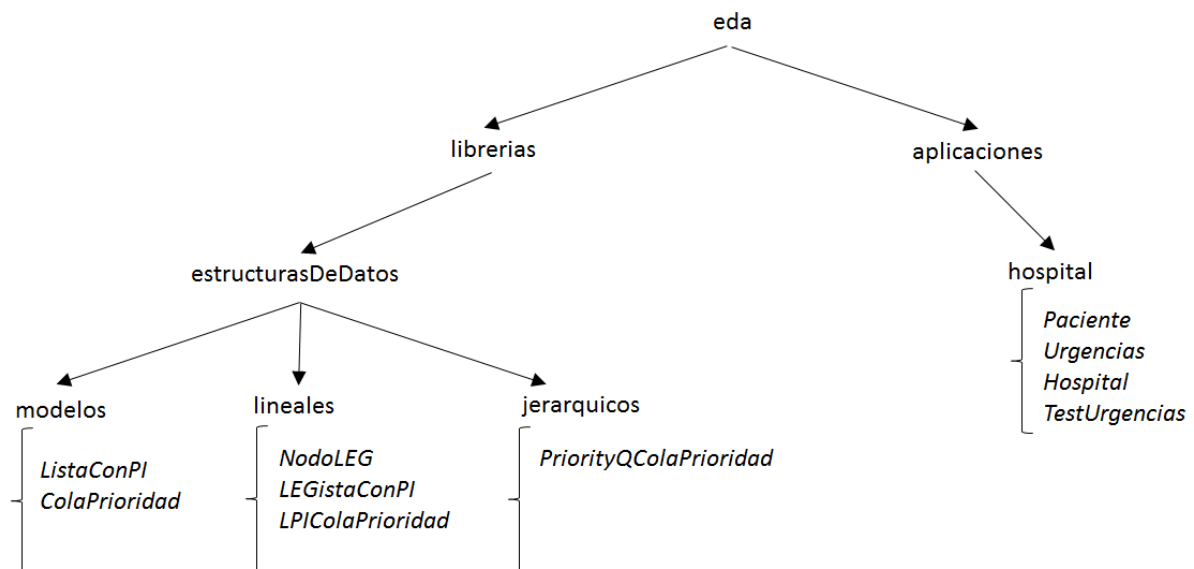 eda
librerias
aplicaciones
estructurasDeDatos
hospital
Paciente
Urgencias
Hospital
TestUrgencias
modelos
ListaConPI
ColaPrioridad
lineales
NodoLEG
LEGistaConPI
LPIColaPrioridad
jerarquicos
PriorityQColaPrioridad